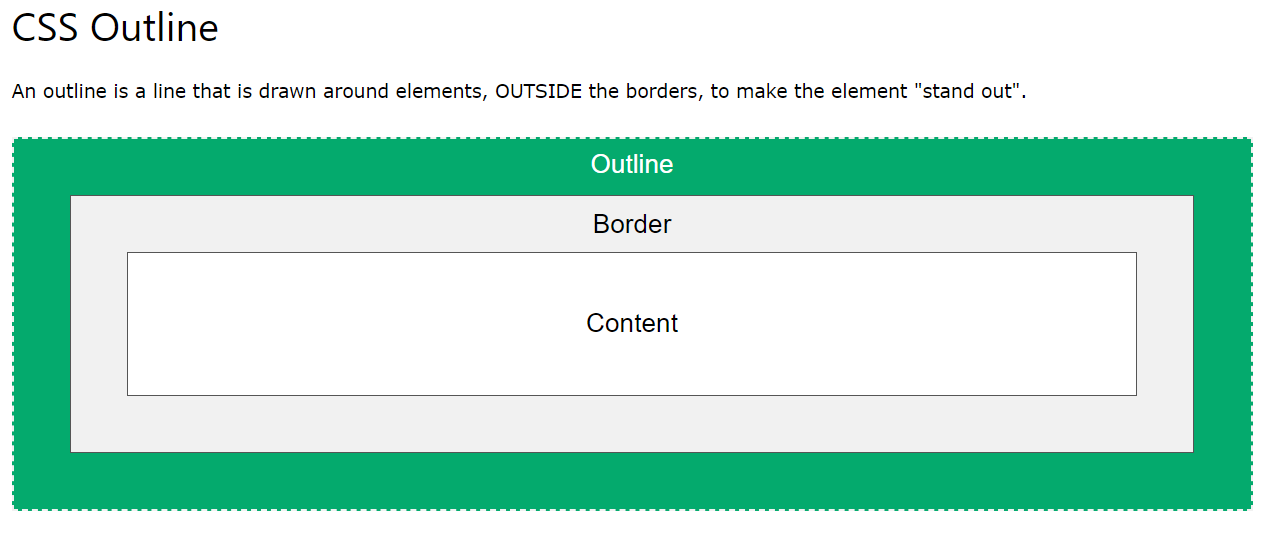 CSS Outline
An outline is a line that is drawn around elements, OUTSIDE the borders, to make the element "stand out".
Outline
Border
Content